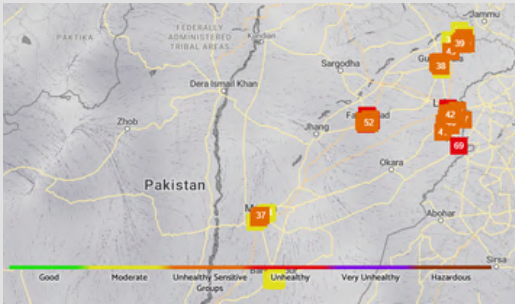 Jammu
PAKTIKA
FEDERALLY
ADMINISTERED
TRIBAL AREAS
39
38
Sargodha
Dera Ismail Khan
52
42
Zhob
Jhang
69
Okara
Pakistan
37
Abohar
Sirsa
Good
Moderate
Unhealthy Sensitive
Groups
Unhealthy
Very Unhealthy
Hazardous